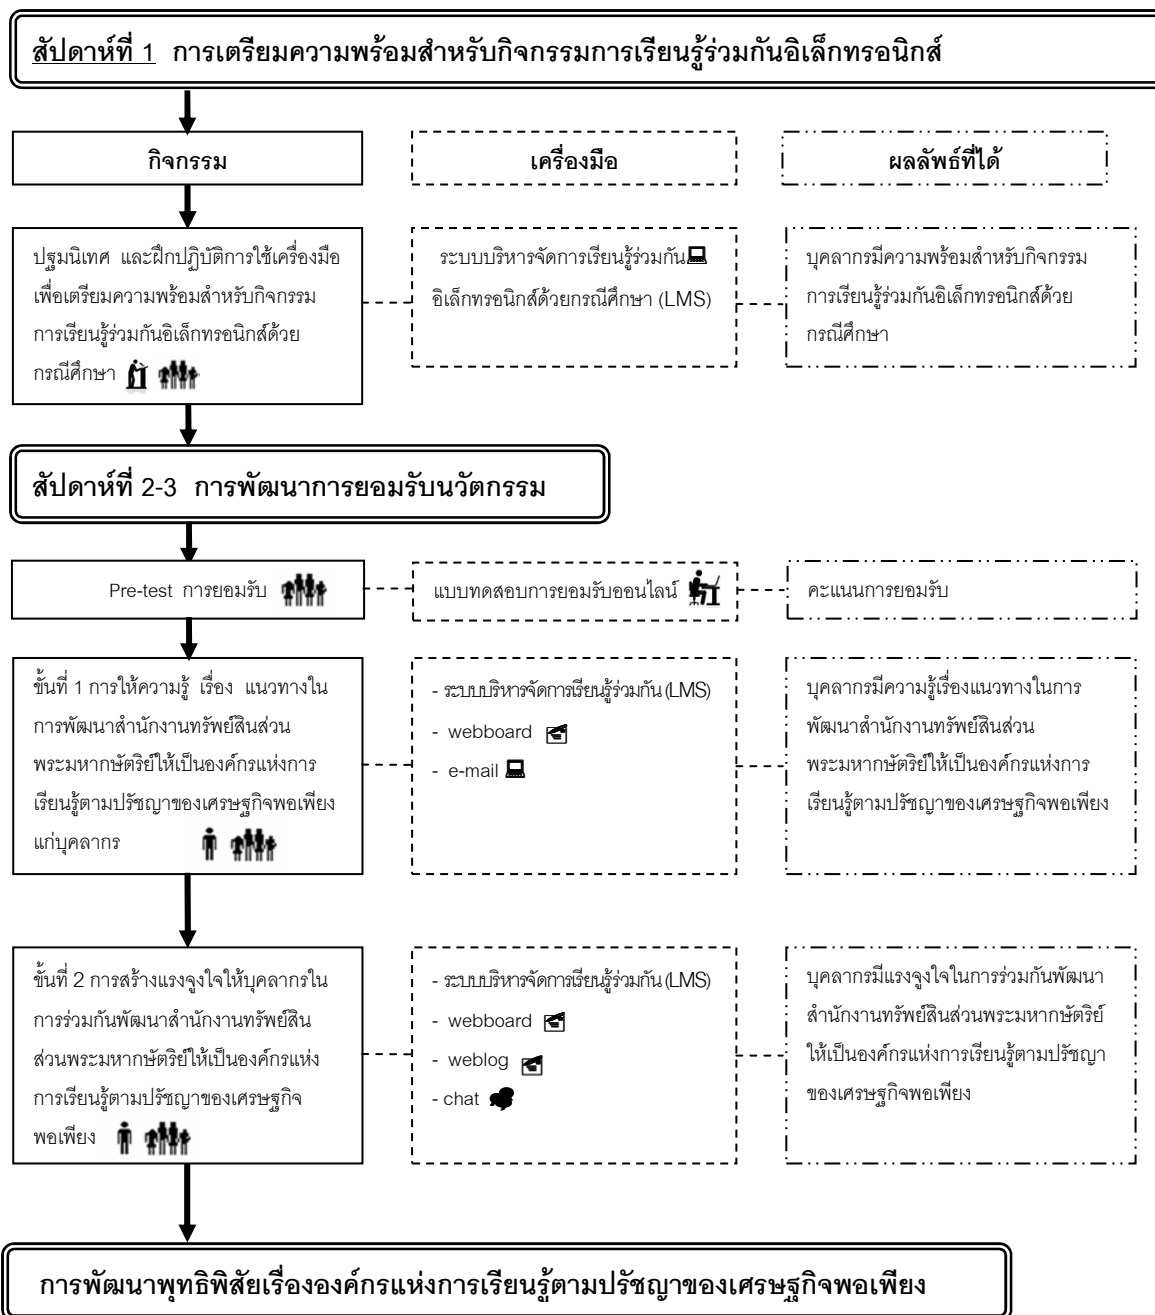 สัปดาห์ที่ 1 การเตรียมความพร้อมสำหรับกิจกรรมการเรียนรู้ร่วมกันอิเล็กทรอนิกส์
กิจกรรม
เครื่องมือ
ผลลัพธ์ที่ได้
ปฐมนิเทศ และฝึกปฏิบัติการใช้เครื่องมือ
เพื่อเตรียมความพร้อมสำหรับกิจกรรม
การเรียนรู้ร่วมกันอิเล็กทรอนิกส์ด้วย
กรณีศึกษา
ระบบบริหารจัดการเรียนรู้ร่วมกัน
อิเล็กทรอนิกส์ด้วยกรณีศึกษา (LMS)
บุคลากรมีความพร้อมสำหรับกิจกรรม
การเรียนรู้ร่วมกันอิเล็กทรอนิกส์ด้วย
กรณีศึกษา
สัปดาห์ที่ 2-3 การพัฒนาการยอมรับนวัตกรรม
Pre-test การยอมรับ
แบบทดสอบการยอมรับออนไลน์
คะแนนการยอมรับ
ขั้นที่ 1 การให้ความรู้ เรื่อง แนวทางใน
การพัฒนาสำนักงานทรัพย์สินส่วน
พระมหากษัตริย์ให้เป็นองค์กรแห่งการ
เรียนรู้ตามปรัชญาของเศรษฐกิจพอเพียง
แก่บุคลากร
- ระบบบริหารจัดการเรียนรู้ร่วมกัน (LMS)
- webboard
- e-mail
บุคลากรมีความรู้เรื่องแนวทางในการ
พัฒนาสำนักงานทรัพย์สินส่วน
พระมหากษัตริย์ให้เป็นองค์กรแห่งการ
เรียนรู้ตามปรัชญาของเศรษฐกิจพอเพียง
ขั้นที่ 2 การสร้างแรงจูงใจให้บุคลากรใน
การร่วมกันพัฒนาสำนักงานทรัพย์สิน
ส่วนพระมหากษัตริย์ให้เป็นองค์กรแห่ง
การเรียนรู้ตามปรัชญาของเศรษฐกิจ
พอเพียง
- ระบบบริหารจัดการเรียนรู้ร่วมกัน (LMS)
- webboard
- weblog
- chat
บุคลากรมีแรงจูงใจในการร่วมกันพัฒนา
สำนักงานทรัพย์สินส่วนพระมหากษัตริย์
ให้เป็นองค์กรแห่งการเรียนรู้ตามปรัชญา
ของเศรษฐกิจพอเพียง
การพัฒนาพุทธิพิสัยเรื่ององค์กรแห่งการเรียนรู้ตามปรัชญาของเศรษฐกิจพอเพียง